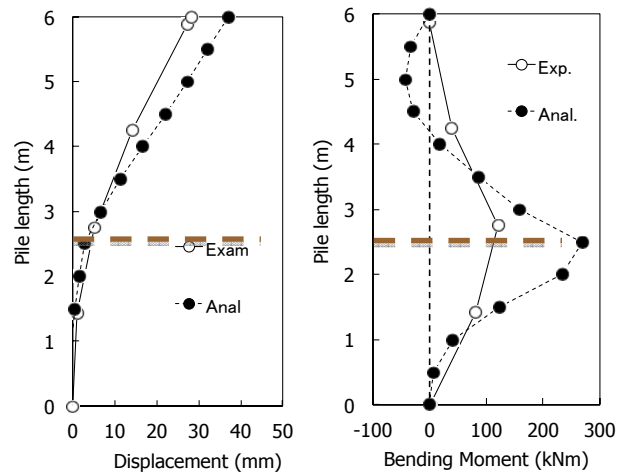 6
5
4
3
2
1
0
Pile length (m)
Exam
Anal
0 10 20 30 40 50
Displacement (mm)
6
5
4
3
2
1
0
Pile length (m)
Exp.
Anal.
-100 0 100 200 300
Bending Moment (kNm)